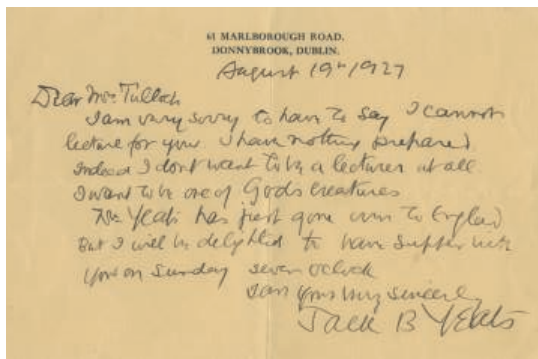 61 MARLBOROUGH ROAD,
DONNYBROOK, DUBLIN.
August 19th 1927
Dear Mrs Tulloch
I am very sorry to have to say I cannot
lecture for you. I have nothing prepared.
Indeed I dont want to be a lecturer at all
I want to be one of Gods creatures
Mrs Yeats has just gone over to England
But I will be delighted to have supper with
you on Sunday seven oclock
I am yours very sincerely
Jack B Yeats